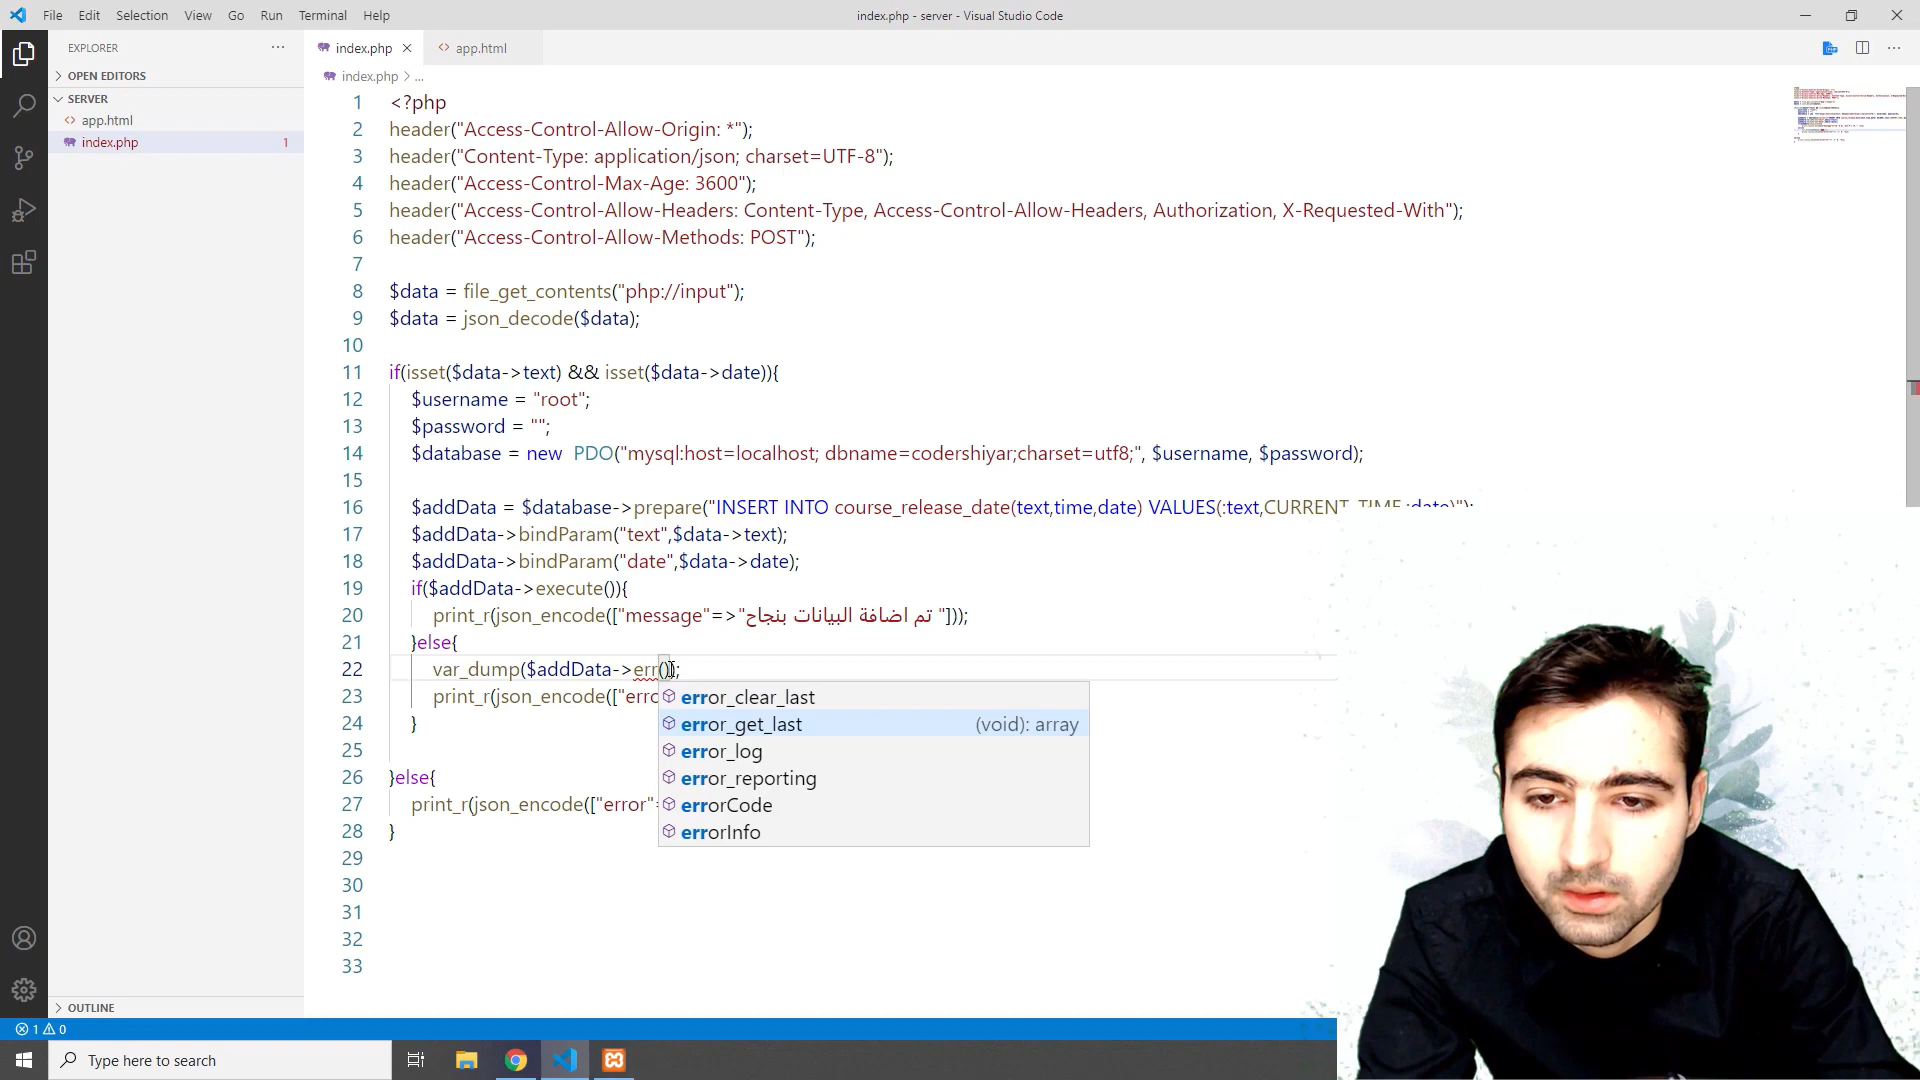 File Edit Selection View Go Run Terminal Help
index.php - server - Visual Studio Code
EXPLORER
OPEN EDITORS
SERVER
app.html
index.php 1
OUTLINE
index.php
app.html
index.php > ...
1 <?php
2 header("Access-Control-Allow-Origin: *");
3 header("Content-Type: application/json; charset=UTF-8");
4 header("Access-Control-Max-Age: 3600");
5 header("Access-Control-Allow-Headers: Content-Type, Access-Control-Allow-Headers, Authorization, X-Requested-With");
6 header("Access-Control-Allow-Methods: POST");
7
8 $data = file_get_contents("php://input");
9 $data = json_decode($data);
10
11 if(isset($data->text) && isset($data->date)){
12 $username = "root";
13 $password = "";
14 $database = new PDO("mysql:host=localhost; dbname=codershiyar;charset=utf8;", $username, $password);
15
16 $addData = $database->prepare("INSERT INTO course_release_date(text,time,date) VALUES(:text,CURRENT_TIME,:date)");
17 $addData->bindParam("text",$data->text);
18 $addData->bindParam("date",$data->date);
19 if($addData->execute()){
20 print_r(json_encode(["message"=>"تم اضافة البيانات بنجاح "]));
21 }else{
22 var_dump($addData->err());
23 print_r(json_encode(["erro
24 }
25
26 }else{
27 print_r(json_encode(["error"
28 }
29
30
31
32
33
error_clear_last
error_get_last (void): array
error_log
error_reporting
errorCode
errorInfo
1 0
Type here to search